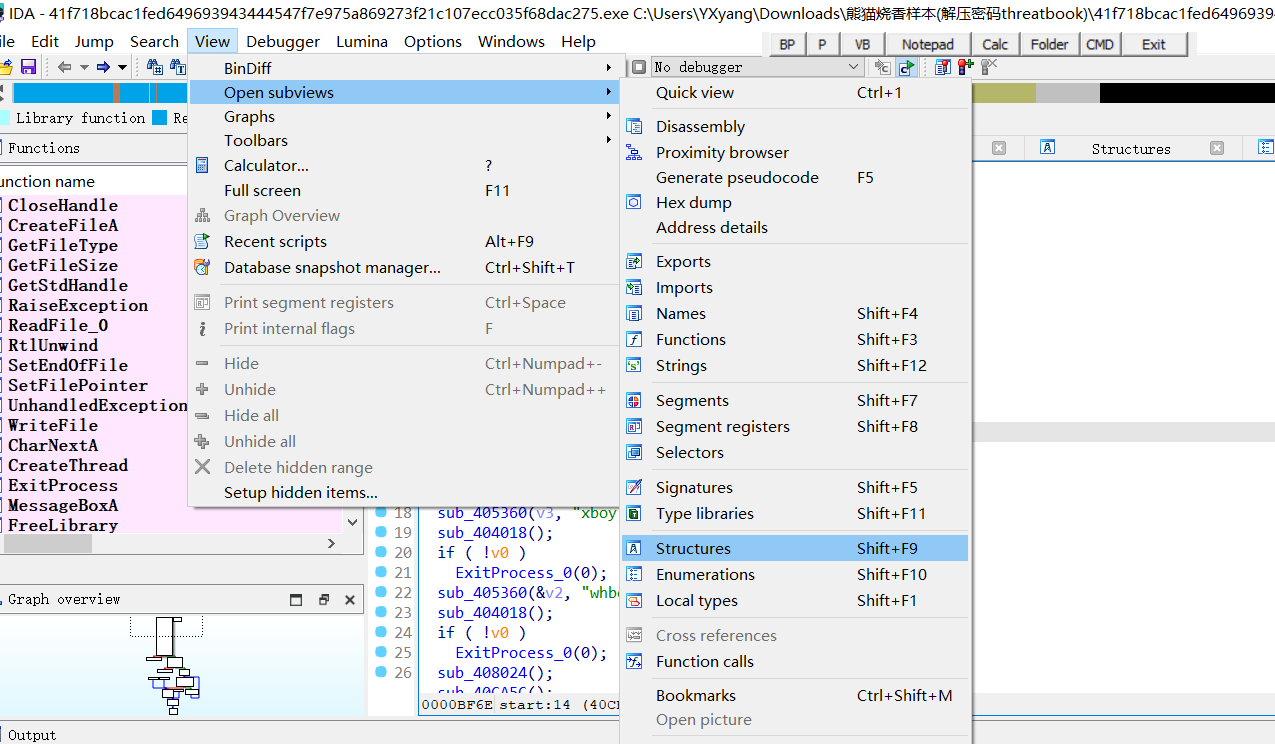 IDA - 41f718bcac1fed649693943444547f7e975a869273f21c107ecc035f68dac275.exe C:\Users\YXyang\Downloads\熊猫烧香样本(解压密码threatbook)\41f718bcac1fed64969394
ile Edit Jump Search View Debugger Lumina Options Windows Help
BP P VB Notepad Calc Folder CMD Exit
No debugger
Library function Re
Functions
Structures
unction name
CloseHandle
CreateFileA
GetFileType
GetFileSize
GetStdHandle
RaiseException
ReadFile_0
RtlUnwind
SetEndOfFile
SetFilePointer
UnhandledException
WriteFile
CharNextA
CreateThread
ExitProcess
MessageBoxA
FreeLibrary
BinDiff
Open subviews
Graphs
Toolbars
Calculator... ?
Full screen F11
Graph Overview
Recent scripts Alt+F9
Database snapshot manager... Ctrl+Shift+T
Print segment registers Ctrl+Space
Print internal flags F
Hide Ctrl+Numpad+-
Unhide Ctrl+Numpad++
Hide all
Unhide all
Delete hidden range
Setup hidden items...
Quick view Ctrl+1
Disassembly
Proximity browser
Generate pseudocode F5
Hex dump
Address details
Exports
Imports
Names Shift+F4
Functions Shift+F3
Strings Shift+F12
Segments Shift+F7
Segment registers Shift+F8
Selectors
Signatures Shift+F5
Type libraries Shift+F11
Structures Shift+F9
Enumerations Shift+F10
Local types Shift+F1
Cross references
Function calls
Bookmarks Ctrl+Shift+M
Open picture
18 sub_405360(v3, "xboy
19 sub_404018();
20 if ( !v0 )
21 ExitProcess_0(0);
22 sub_405360(&v2, "whbo
23 sub_404018();
24 if ( !v0 )
25 ExitProcess_0(0);
26 sub_408024();
sub_40CA5C();
0000BF6E start:14 (40C
Graph overview
Output